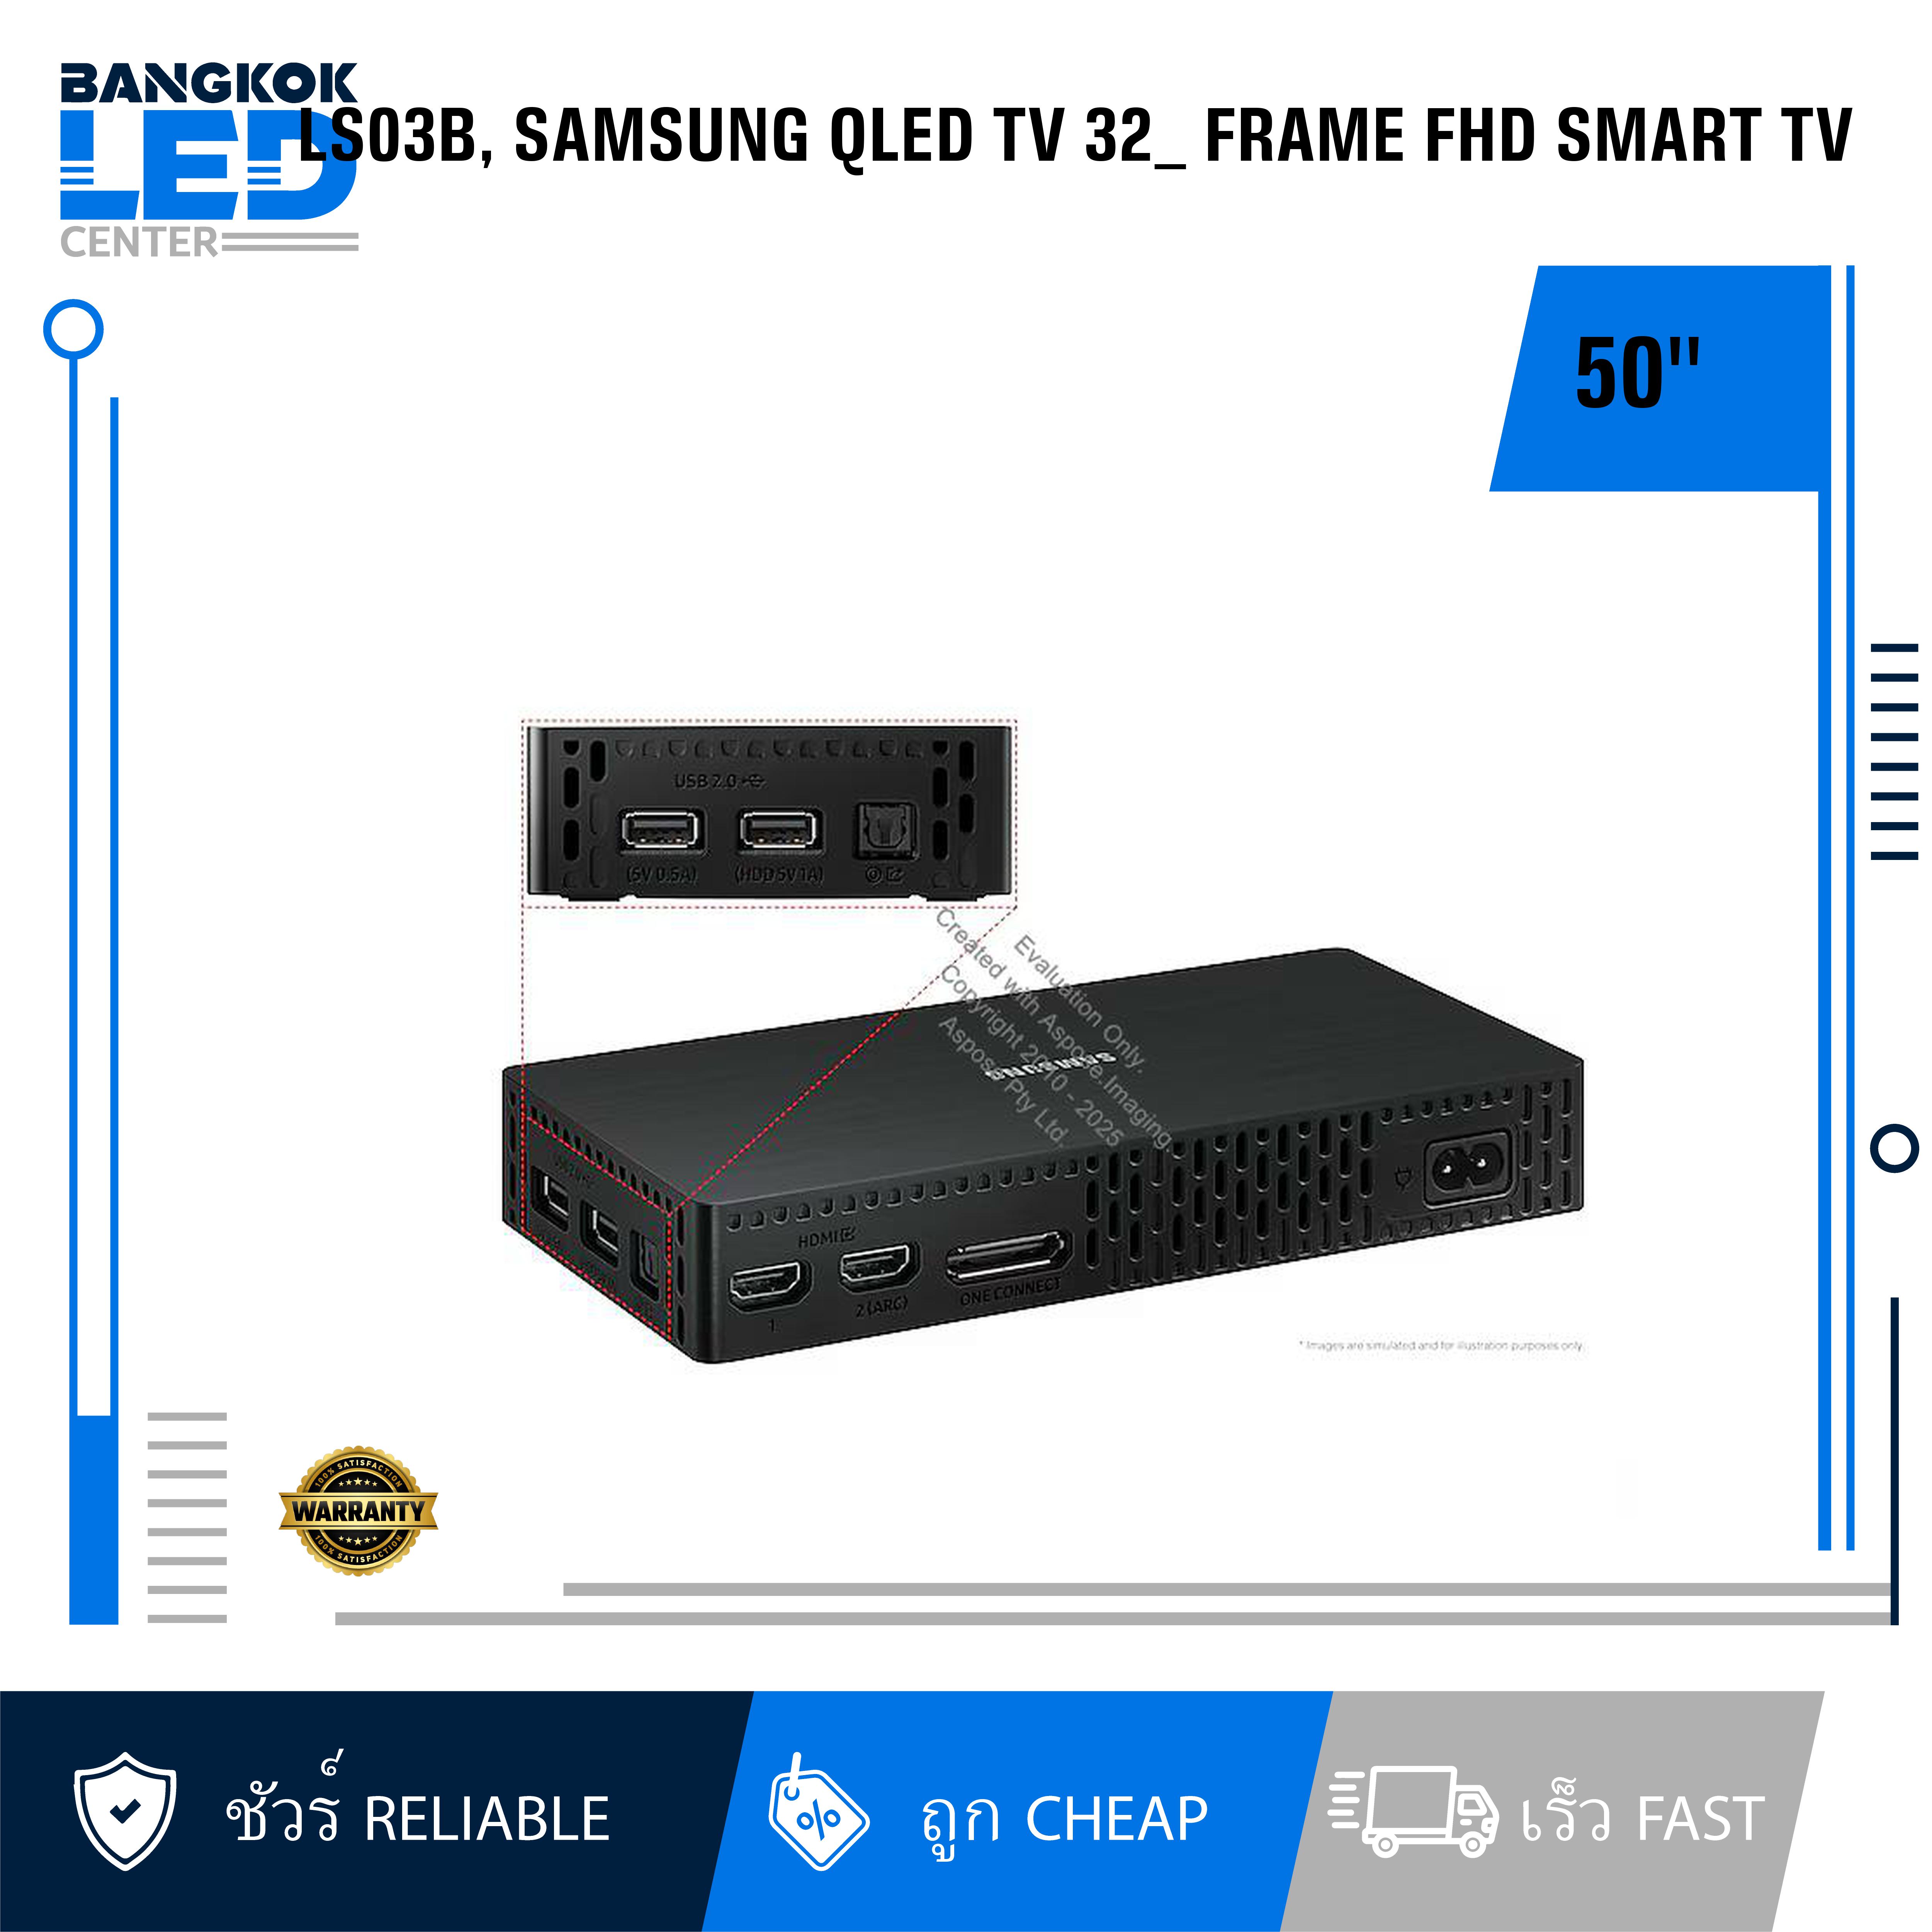 BANGKOK
LED
CENTER
LS03B, SAMSUNG QLED TV 32_ FRAME FHD SMART TV
50"
USB 2.0
(5V 0.5A) (HDD 5V 1A)
Evaluation Only.
Created with Aspose.Imaging.
Copyright 2010 - 2025
Aspose Pty Ltd.
SAMSUNG
HDMI
1
2 (ARC)
ONE CONNECT
* Images are simulated and for illustration purposes only.
100% SATISFACTION
WARRANTY
100% SATISFACTION
ชัวร์ RELIABLE
% ถูก CHEAP
เร็ว FAST